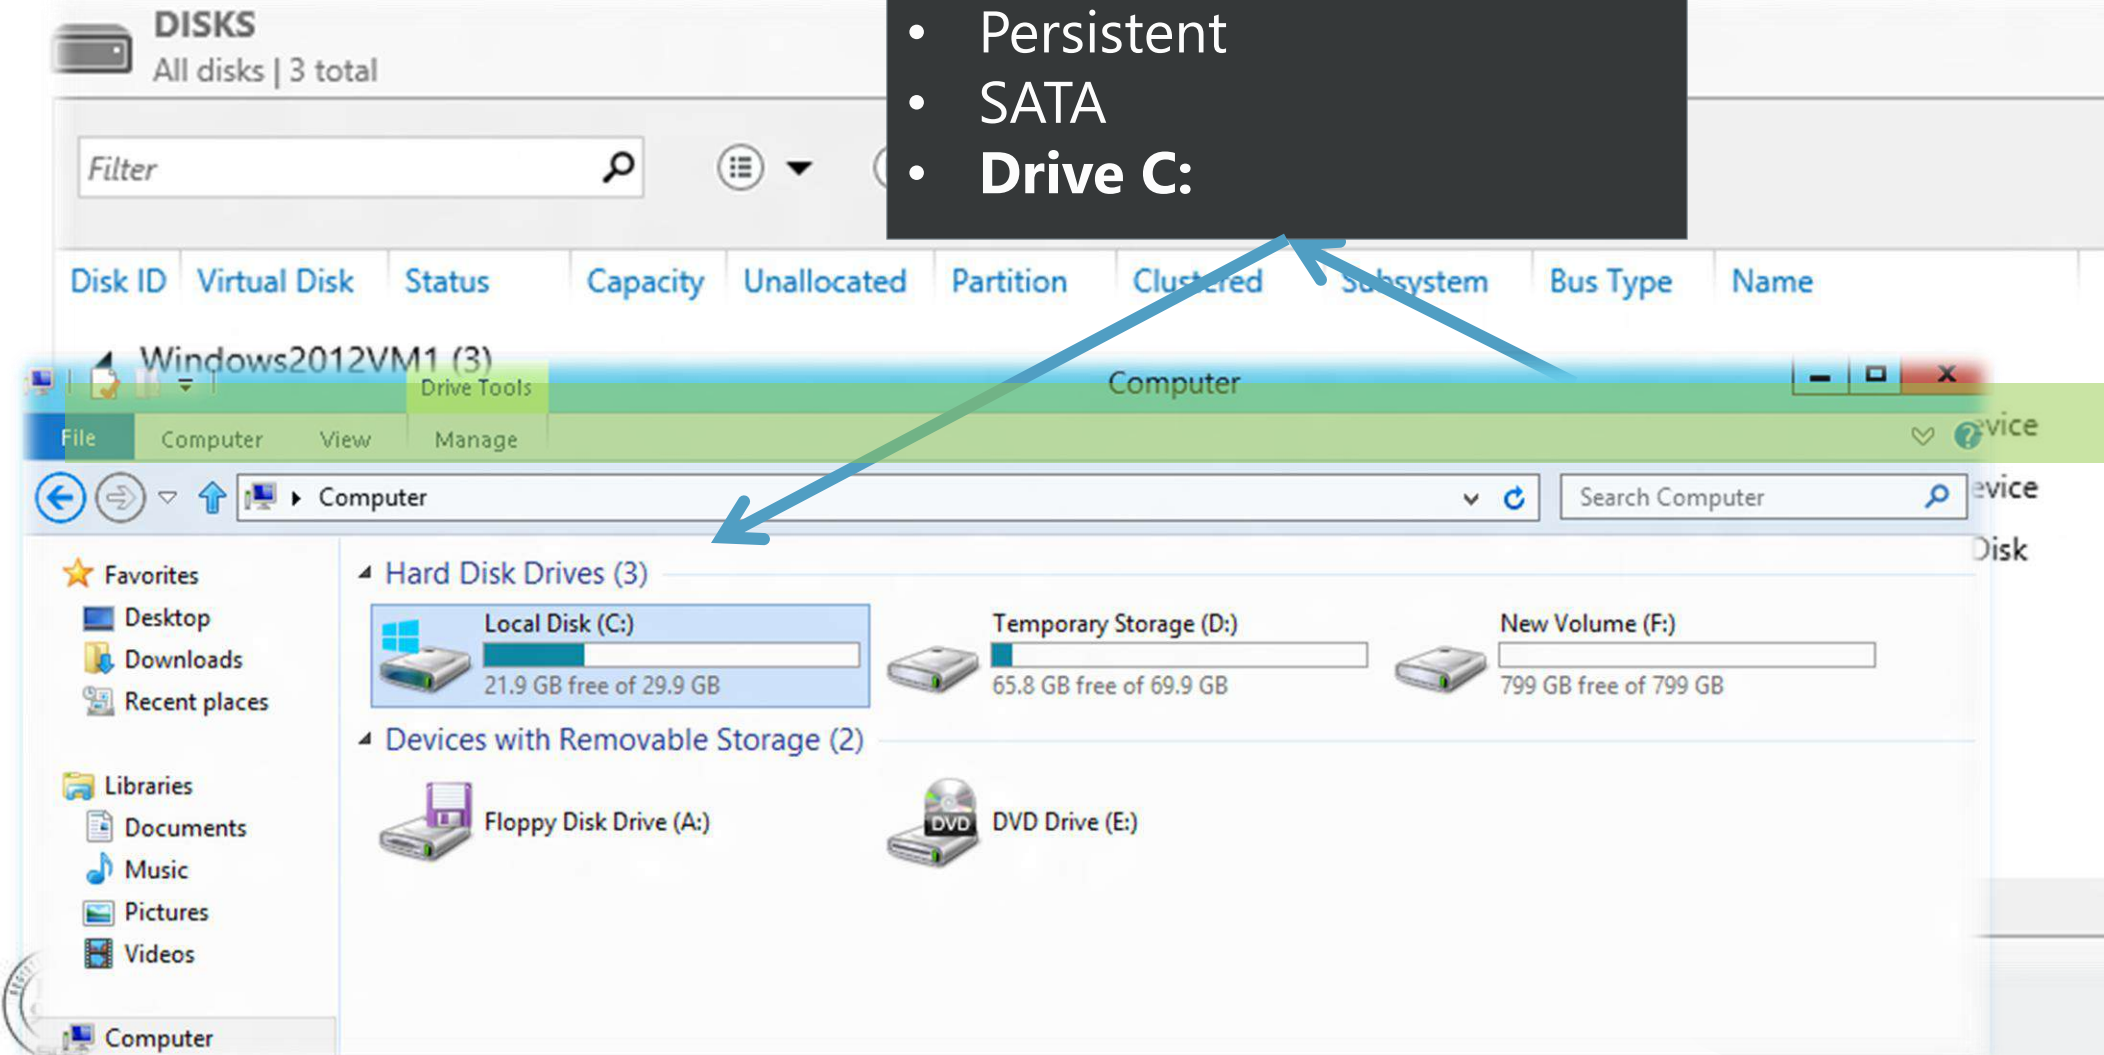 DISKS
All disks | 3 total
• Persistent
• SATA
• Drive C:
Filter
Disk ID Virtual Disk Status Capacity Unallocated Partition Clustered Subsystem Bus Type Name
Windows2012VM1 (3)
Drive Tools
Computer
File Computer View Manage
evice
Computer
Search Computer
evice
Disk
Favorites
Desktop
Downloads
Recent places
Libraries
Documents
Music
Pictures
Videos
Computer
Hard Disk Drives (3)
Local Disk (C:)
21.9 GB free of 29.9 GB
Temporary Storage (D:)
65.8 GB free of 69.9 GB
New Volume (F:)
799 GB free of 799 GB
Devices with Removable Storage (2)
Floppy Disk Drive (A:)
DVD
DVD Drive (E:)